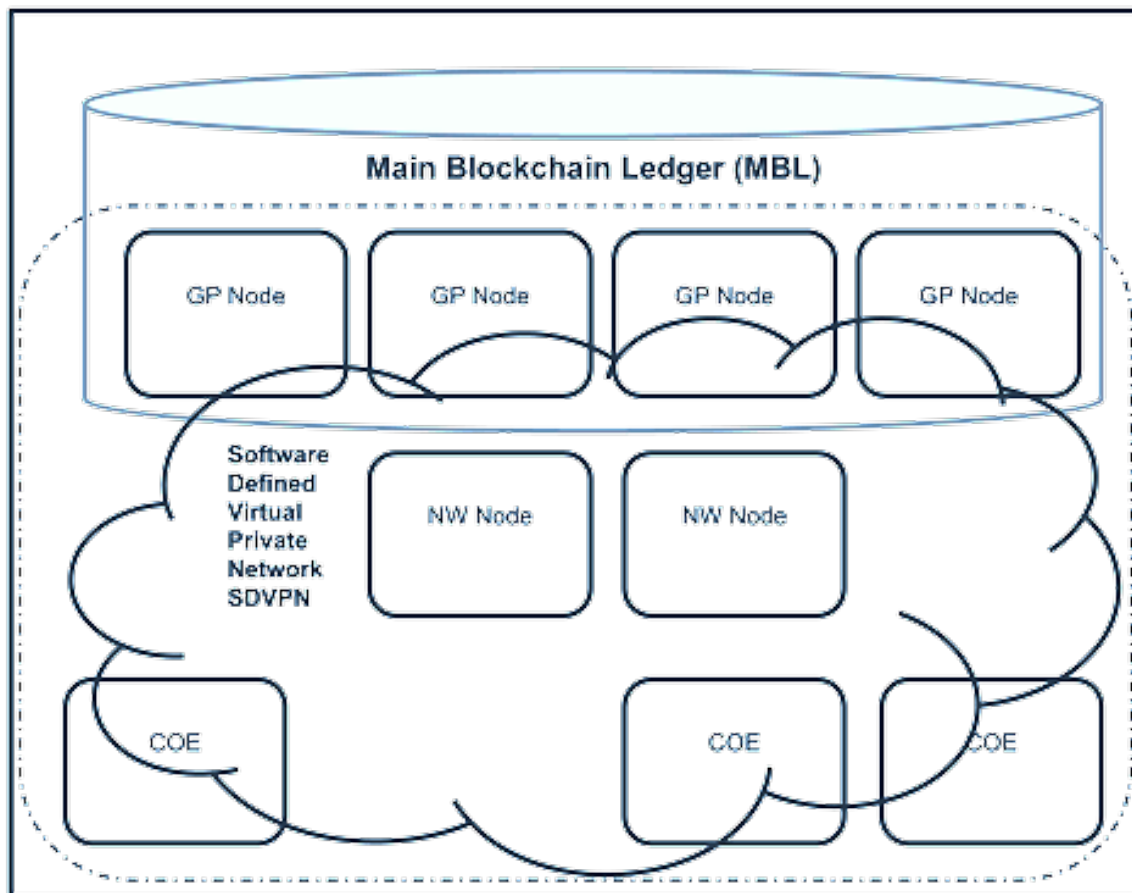 Main Blockchain Ledger (MBL)
GP Node
GP Node
GP Node
GP Node
Software
Defined
Virtual
Private
Network
SDVPN
NW Node
NW Node
COE
COE
COE